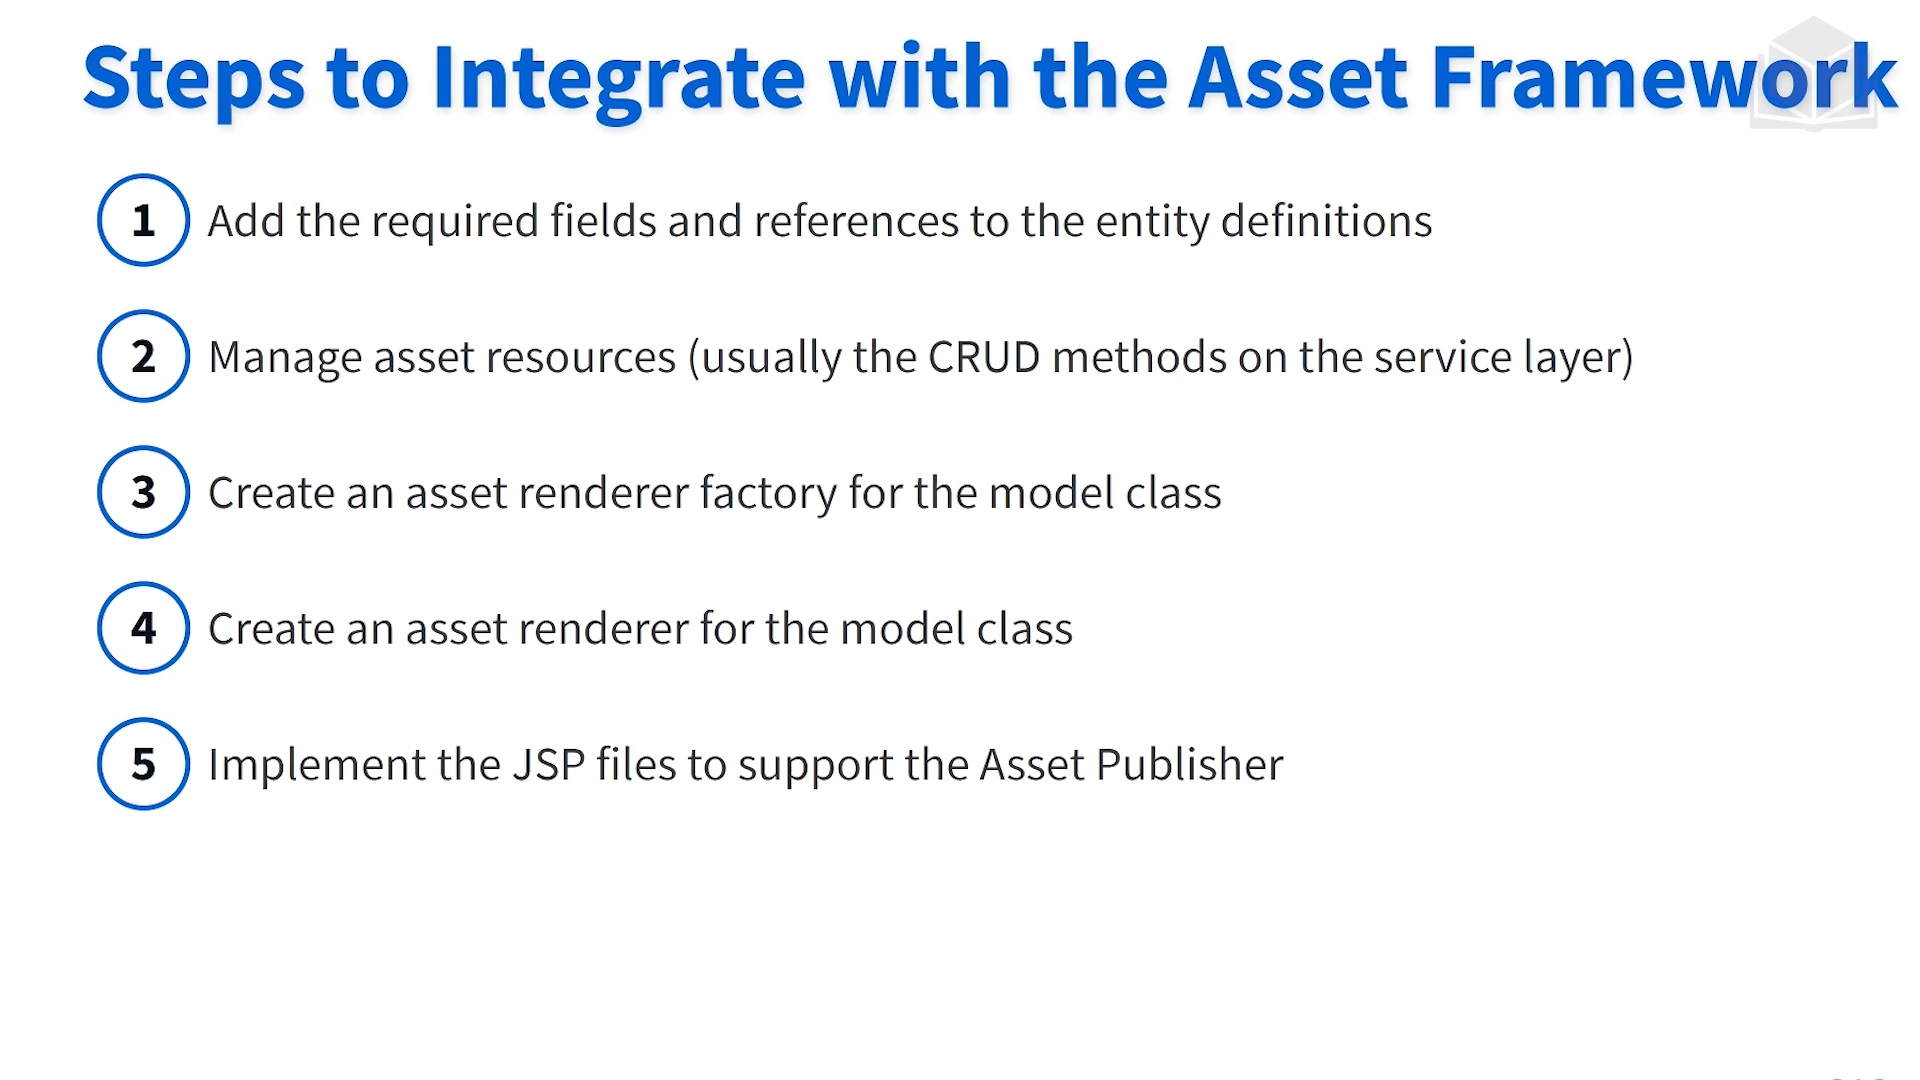 Steps to Integrate with the Asset Framework
1 Add the required fields and references to the entity definitions
2 Manage asset resources (usually the CRUD methods on the service layer)
3 Create an asset renderer factory for the model class
4 Create an asset renderer for the model class
5 Implement the JSP files to support the Asset Publisher